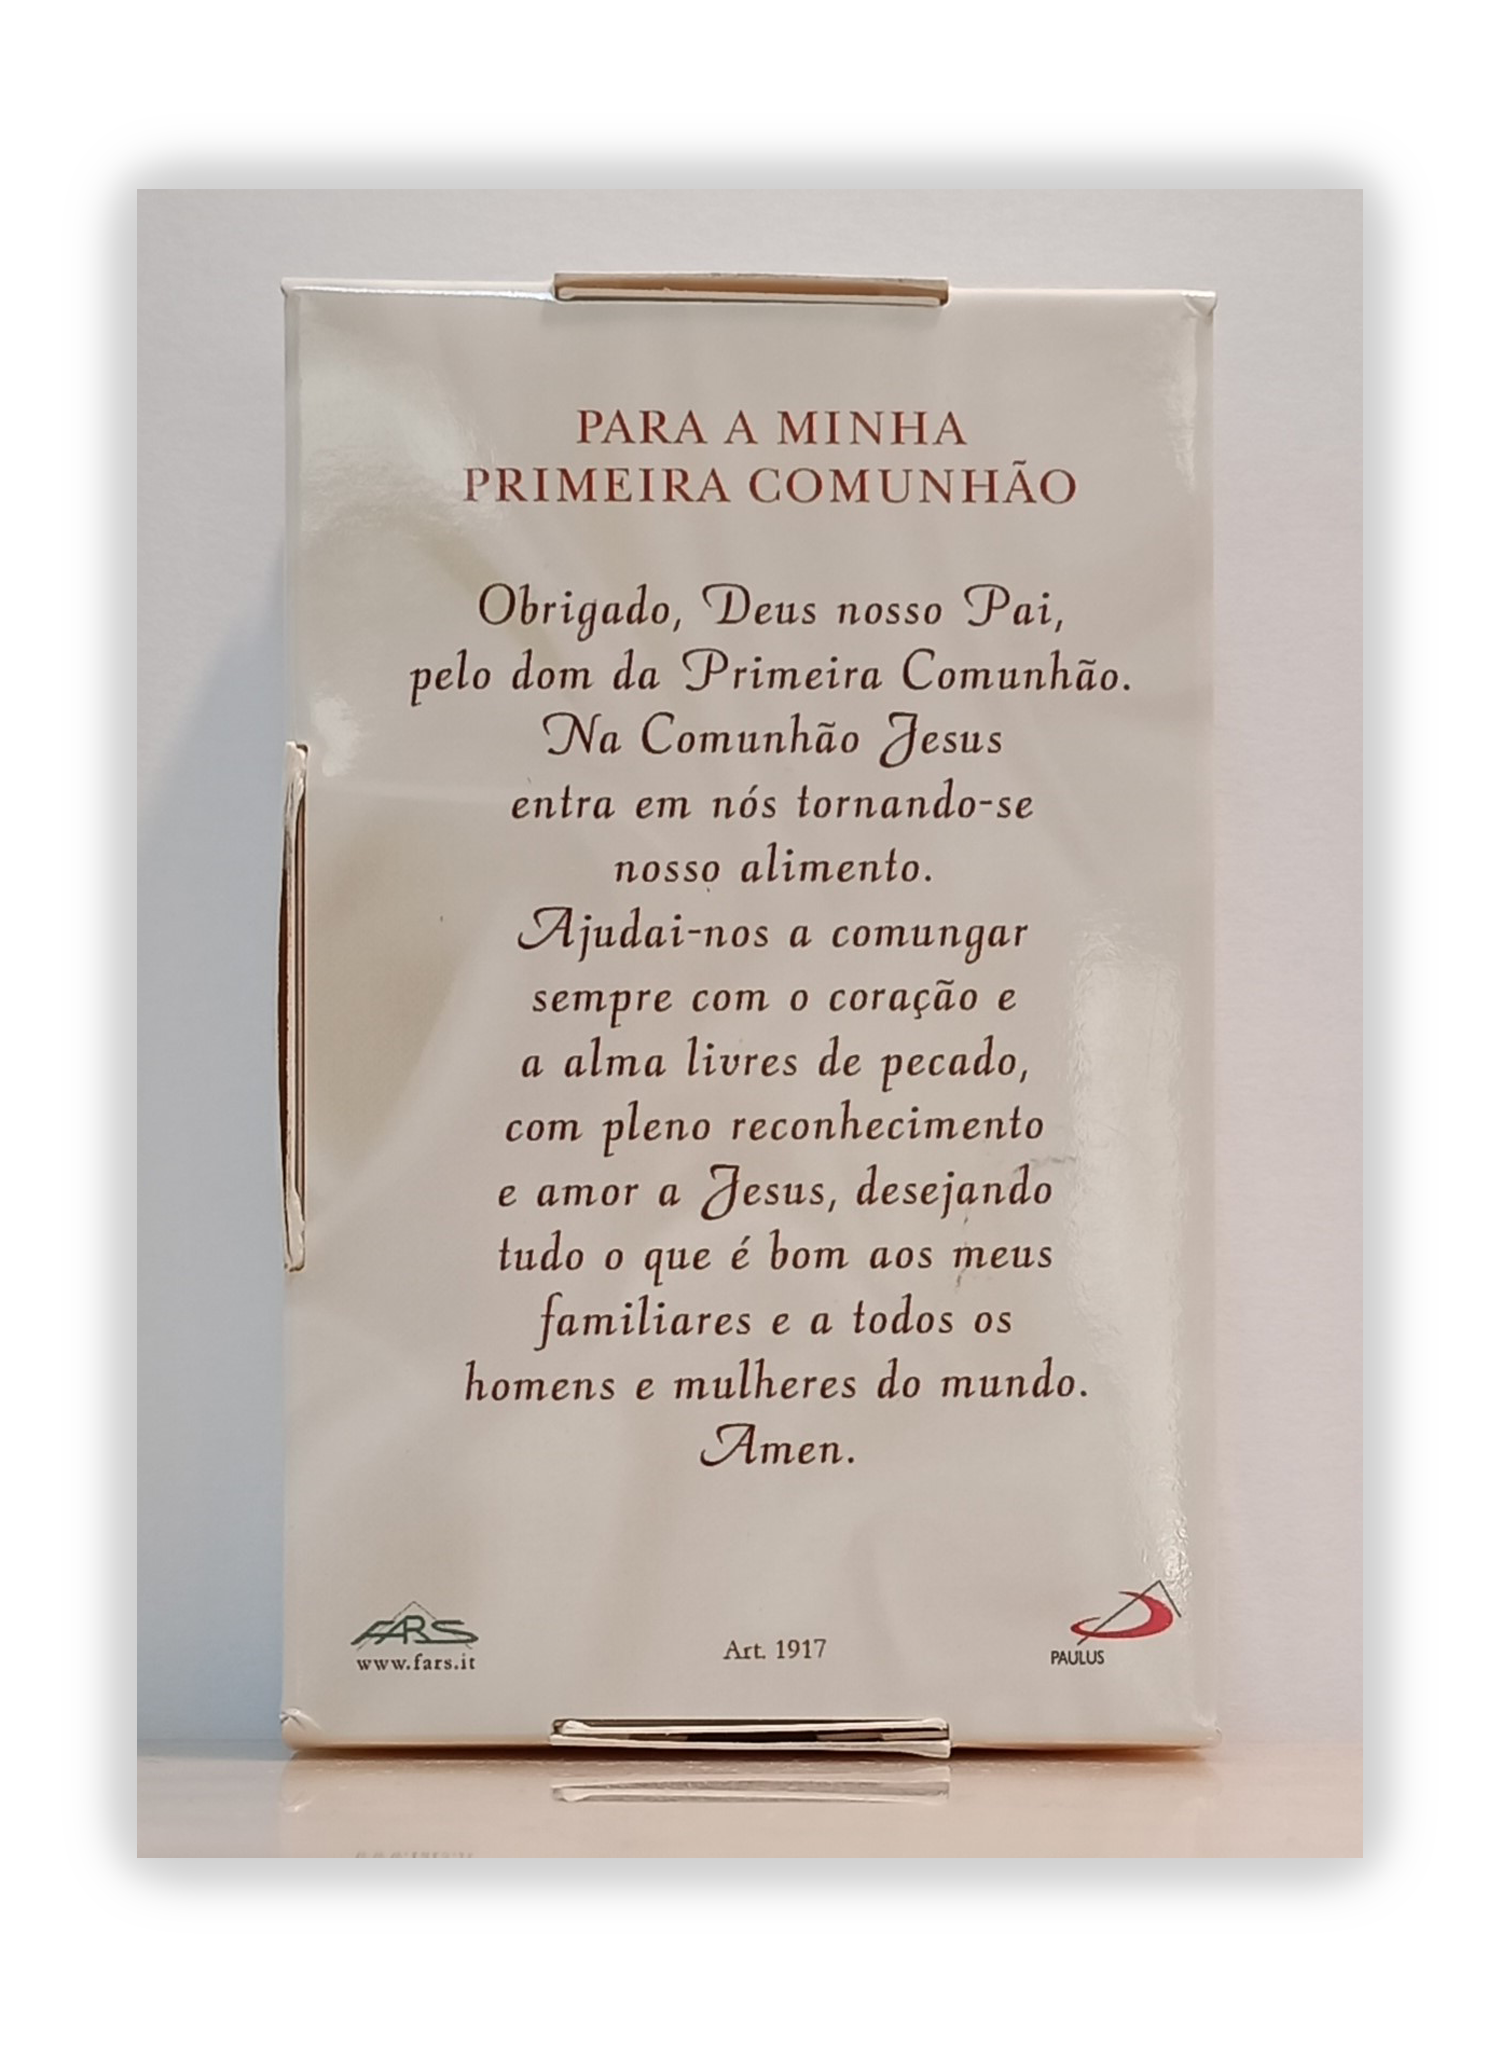 PARA A MINHA
PRIMEIRA COMUNHÃO
Obrigado, Deus nosso Pai,
pelo dom da Primeira Comunhão.
Na Comunhão Jesus
entra em nós tornando-se
nosso alimento.
Ajudai-nos a comungar
sempre com o coração e
a alma livres de pecado,
com pleno reconhecimento
e amor a Jesus, desejando
tudo o que é bom aos meus
familiares e a todos os
homens e mulheres do mundo.
Amen.
FARS
www.fars.it
Art. 1917
PAULUS